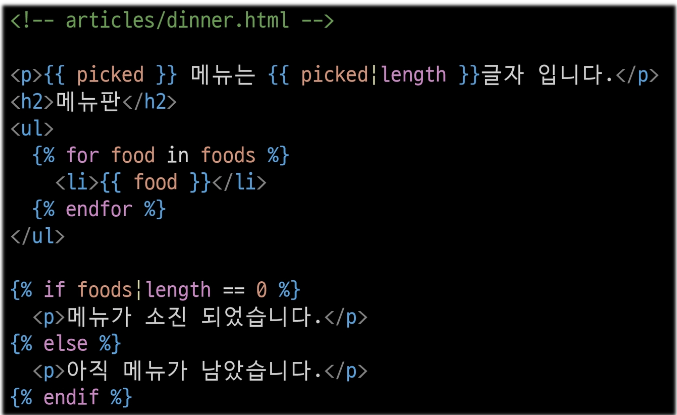 <!-- articles/dinner.html -->
<p>{{ picked }} 메뉴는 {{ picked|length }}글자 입니다.</p>
<h2>메뉴판</h2>
<ul>
{% for food in foods %}
<li>{{ food }}</li>
{% endfor %}
</ul>
{% if foods|length == 0 %}
<p>메뉴가 소진 되었습니다.</p>
{% else %}
<p>아직 메뉴가 남았습니다.</p>
{% endif %}